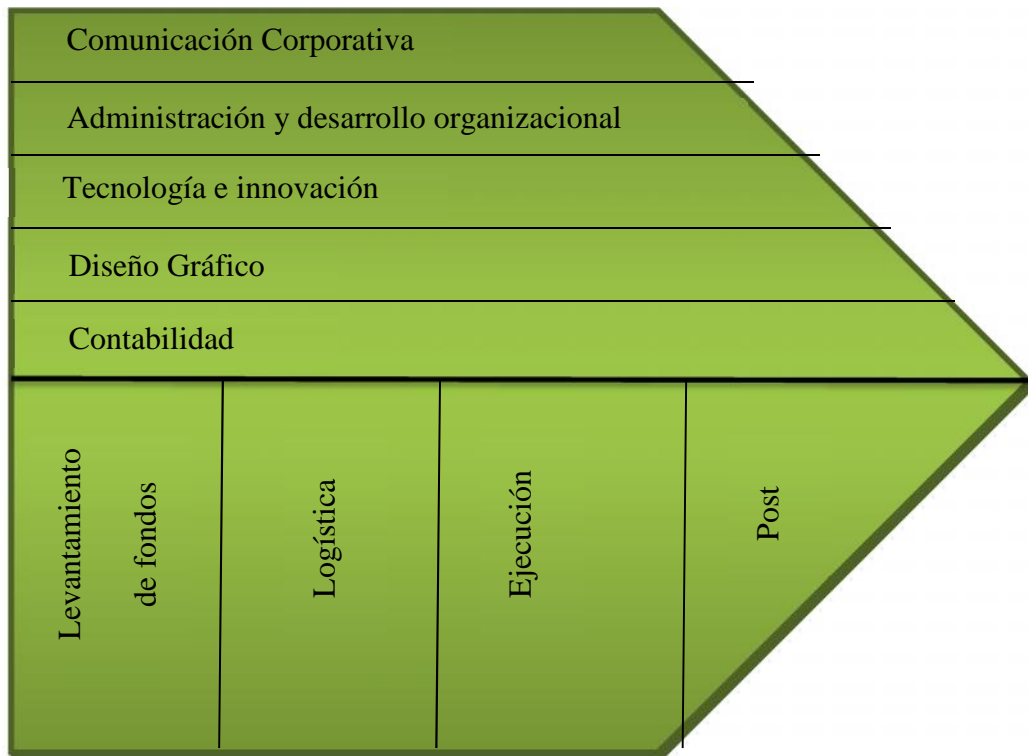 Comunicación Corporativa
Administración y desarrollo organizacional
Tecnología e innovación
Diseño Gráfico
Contabilidad
Levantamiento
de fondos
Logística
Ejecución
Post